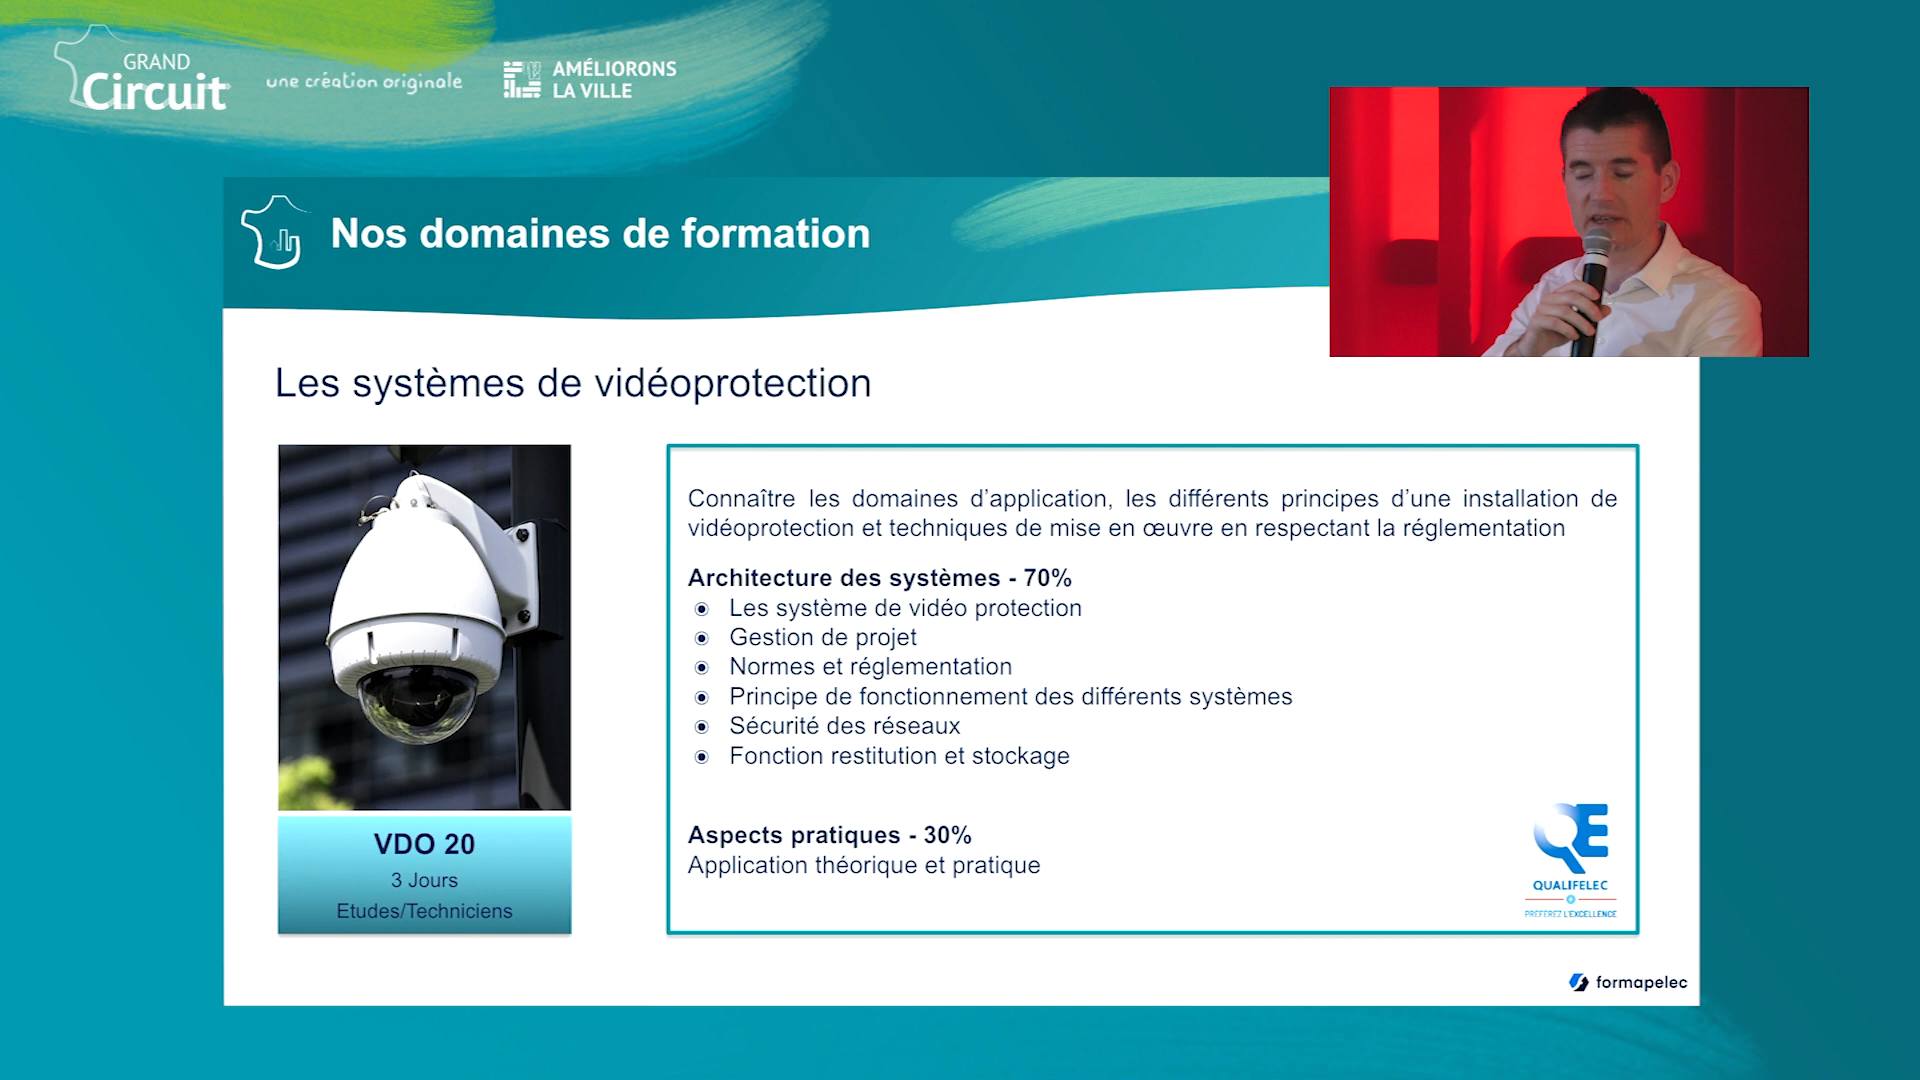 GRAND
Circuit
une création originale
AMÉLIORONS
LA VILLE
Nos domaines de formation
Les systèmes de vidéoprotection
Connaître les domaines d’application, les différents principes d’une installation de
vidéoprotection et techniques de mise en œuvre en respectant la réglementation
Architecture des systèmes - 70%
Les système de vidéo protection
Gestion de projet
Normes et réglementation
Principe de fonctionnement des différents systèmes
Sécurité des réseaux
Fonction restitution et stockage
Aspects pratiques - 30%
Application théorique et pratique
VDO 20
3 Jours
Etudes/Techniciens
QE
QUALIFELEC
PRÉFÉREZ L'EXCELLENCE
formapelec